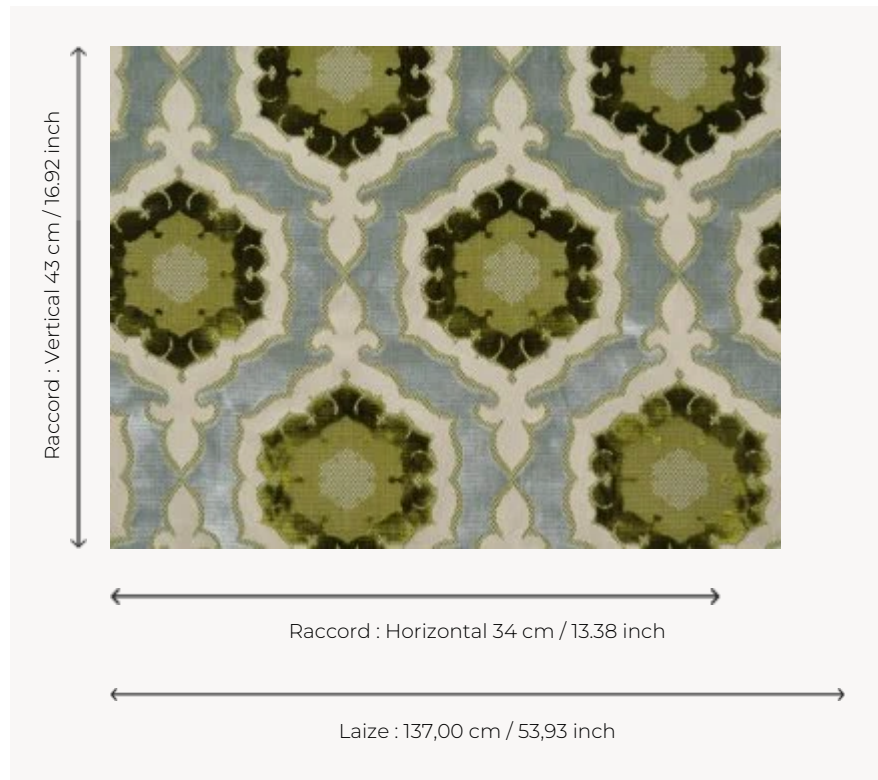 Raccord : Vertical 43 cm / 16.92 inch
Raccord : Horizontal 34 cm / 13.38 inch
Laize : 137,00 cm / 53,93 inch